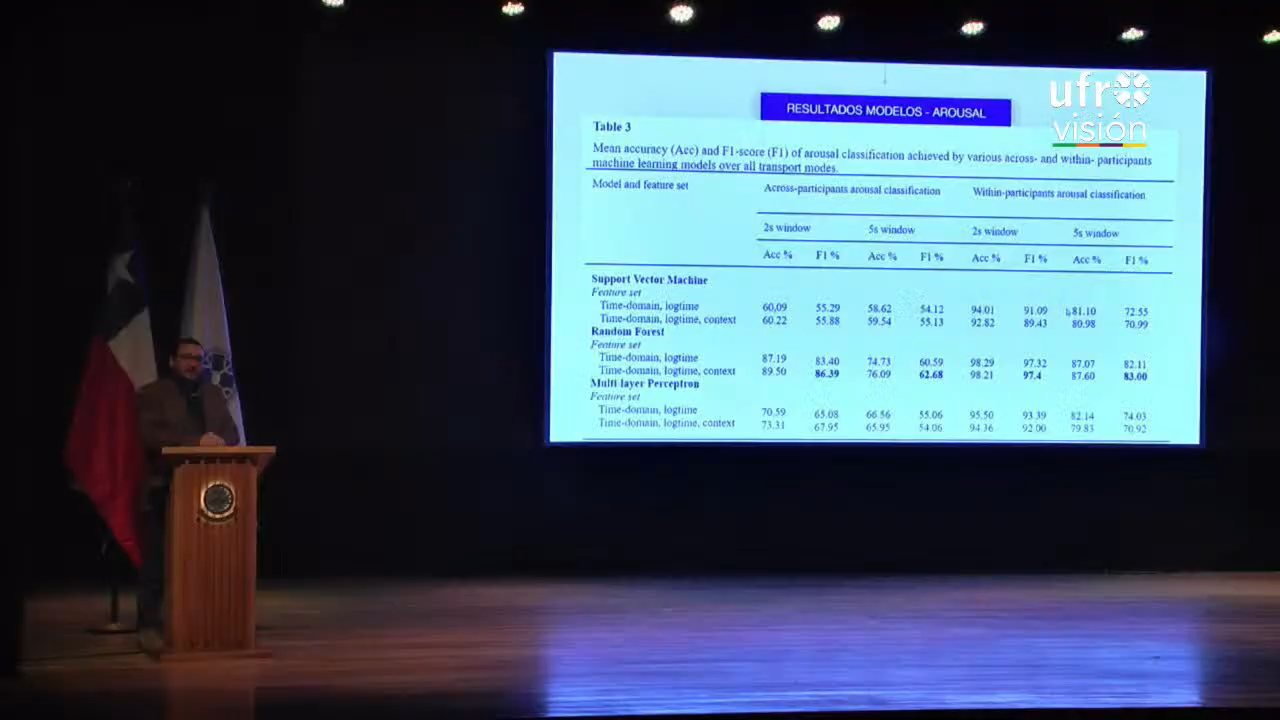 ufro
visión
RESULTADOS MODELOS - AROUSAL
Table 3
Mean accuracy (Acc) and F1-score (F1) of arousal classification achieved by various across- and within- participants
machine learning models over all transport modes.
Model and feature set Across-participants arousal classification Within-participants arousal classification
2s window 5s window 2s window 5s window
Acc % F1 % Acc % F1 % Acc % F1 % Acc % F1 %
Support Vector Machine
Feature set
Time-domain, logtime 60,09 55.29 58.62 54.12 94.01 91.09 81.10 72.55
Time-domain, logtime, context 60.22 55.88 59.54 55.13 92.82 89.43 80.98 70.99
Random Forest
Feature set
Time-domain, logtime 87.19 83.40 74.73 60.59 98.29 97.32 87.07 82.11
Time-domain, logtime, context 89.50 86.39 76.09 62.68 98.21 97.4 87.60 83.00
Multi-layer Perceptron
Feature set
Time-domain, logtime 70.59 65.08 66.56 55.06 95.50 93.39 82.14 74.03
Time-domain, logtime, context 73.31 67.95 65.95 54.06 94.36 92.00 79.83 70.92